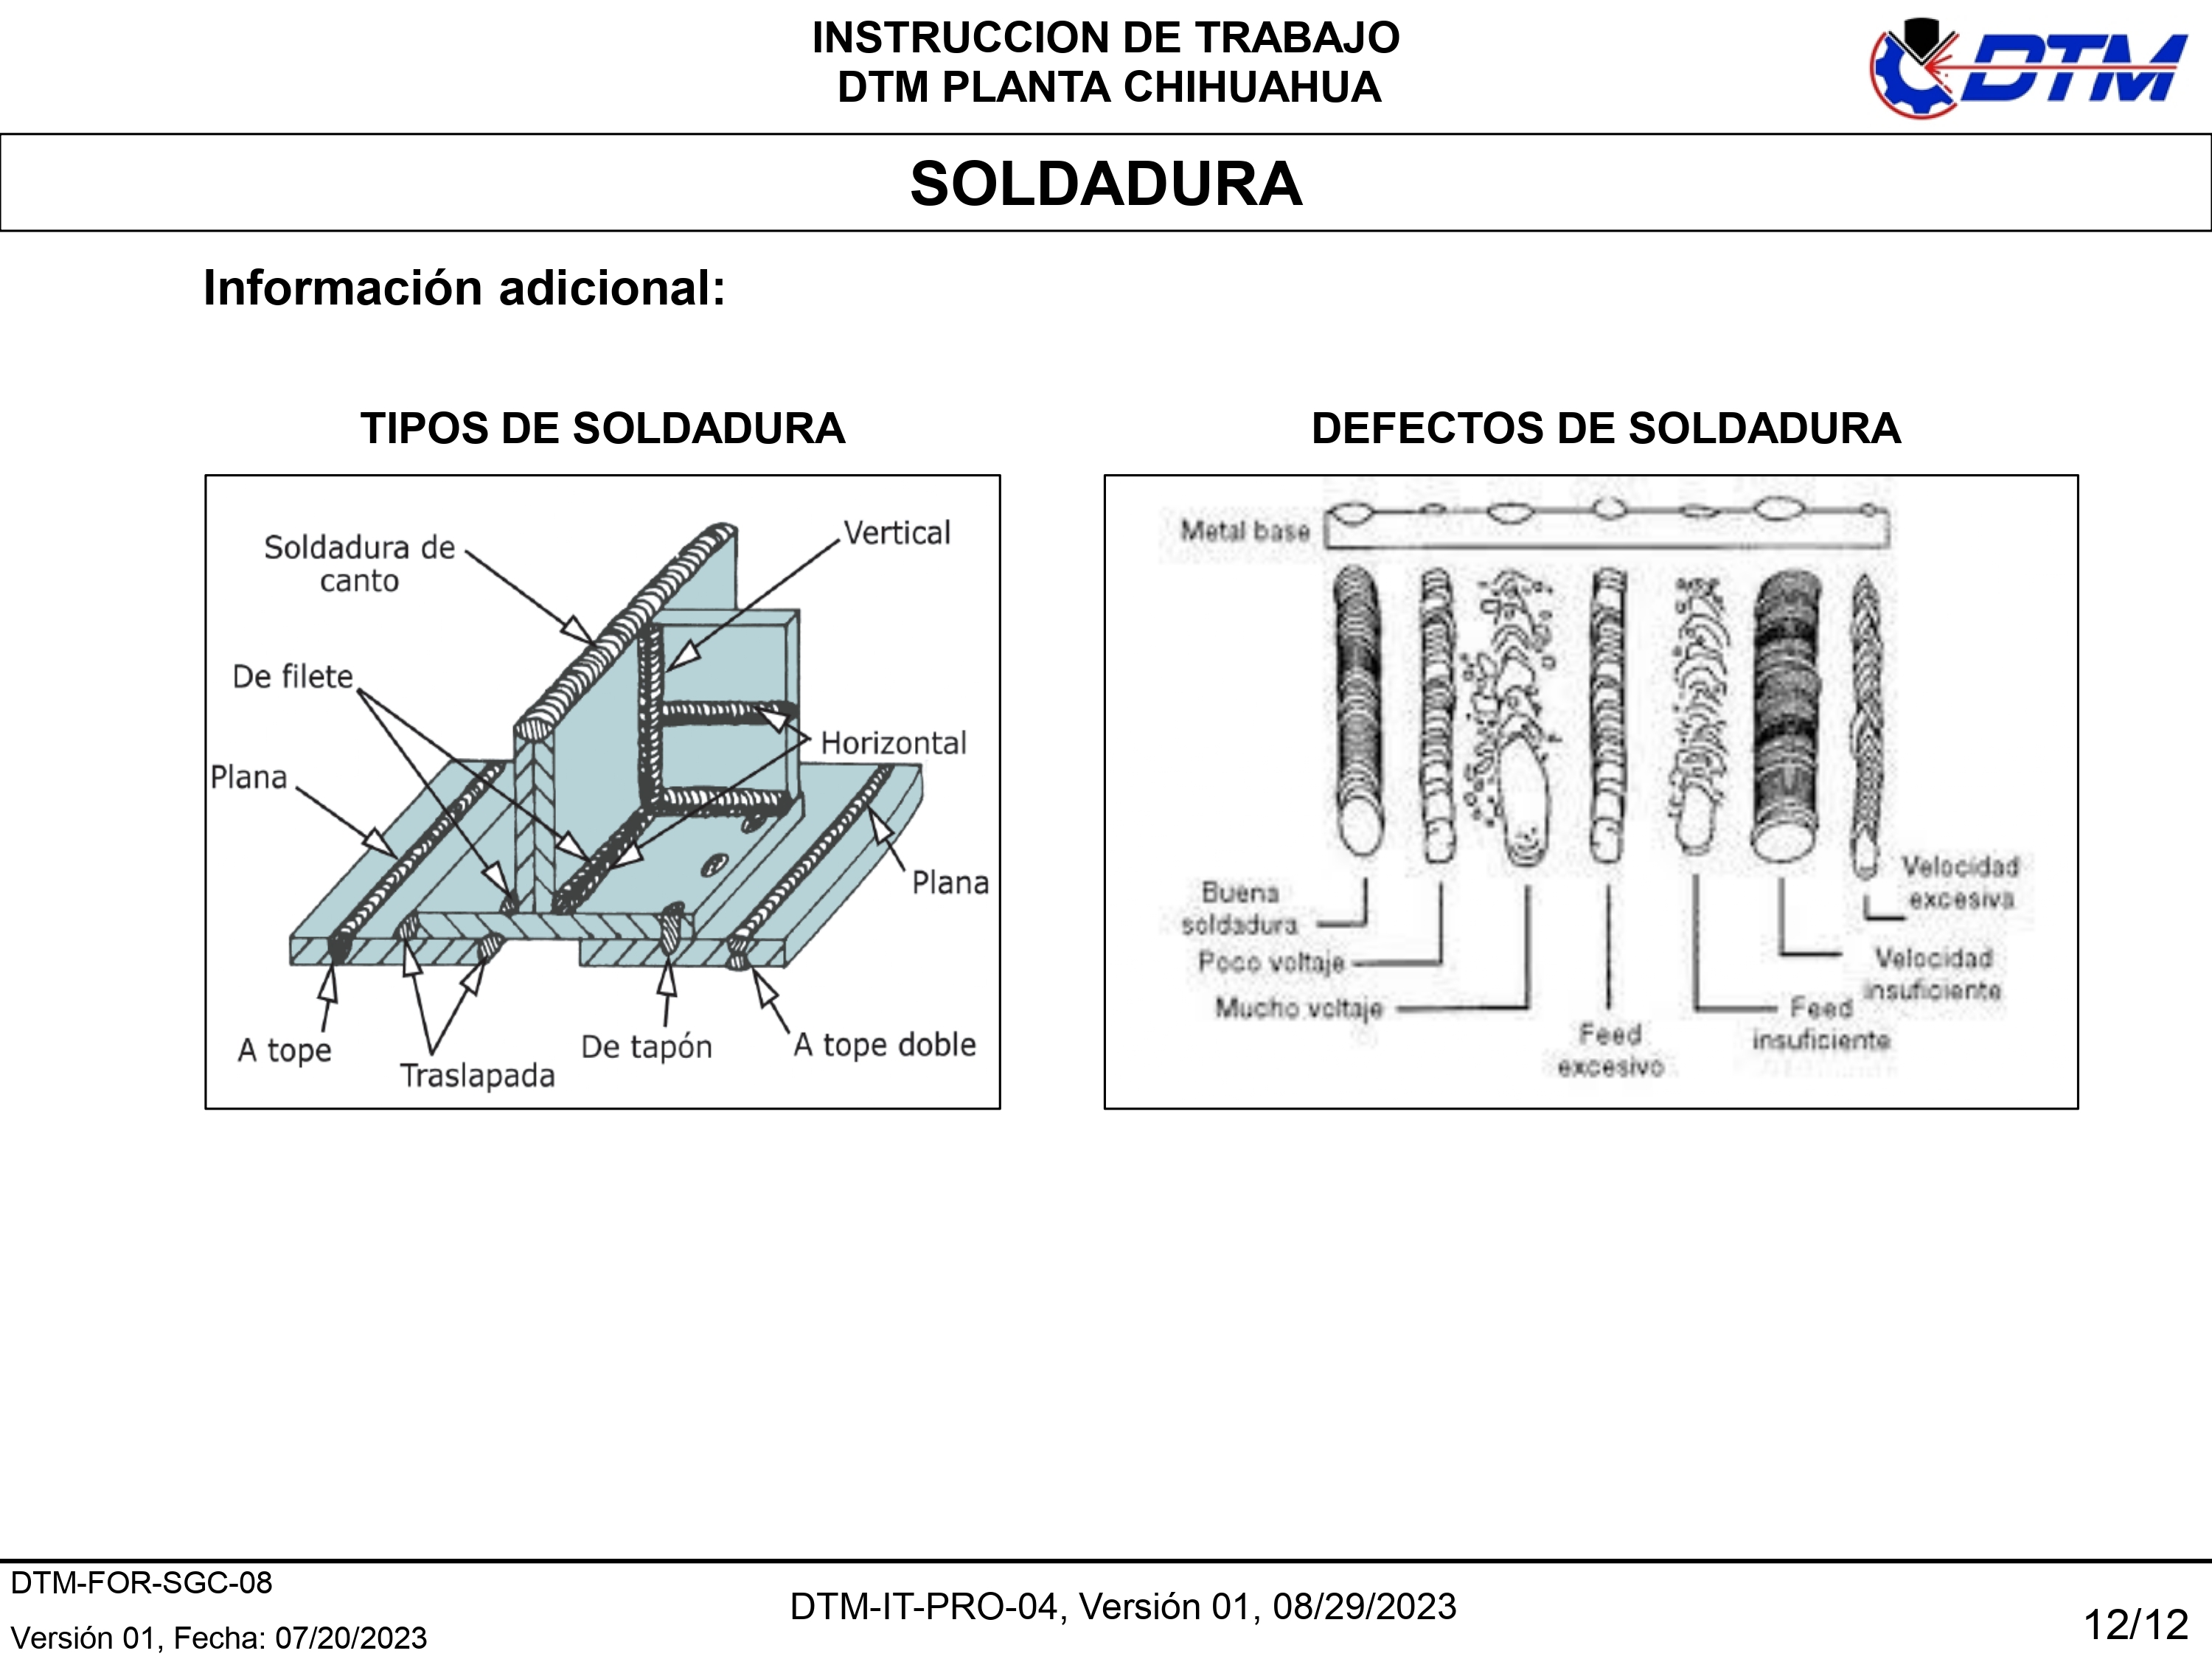 INSTRUCCION DE TRABAJO
DTM PLANTA CHIHUAHUA
DTM
SOLDADURA
Información adicional:
TIPOS DE SOLDADURA
Soldadura de
canto
Vertical
De filete
Horizontal
Plana
Plana
A tope
Traslapada
De tapón
A tope doble
DEFECTOS DE SOLDADURA
Metal base
Buena
soldadura
Poco voltaje
Mucho voltaje
Feed
excesivo
Feed
insuficiente
Velocidad
insuficiente
Velocidad
excesiva
DTM-FOR-SGC-08
Versión 01, Fecha: 07/20/2023
DTM-IT-PRO-04, Versión 01, 08/29/2023
12/12